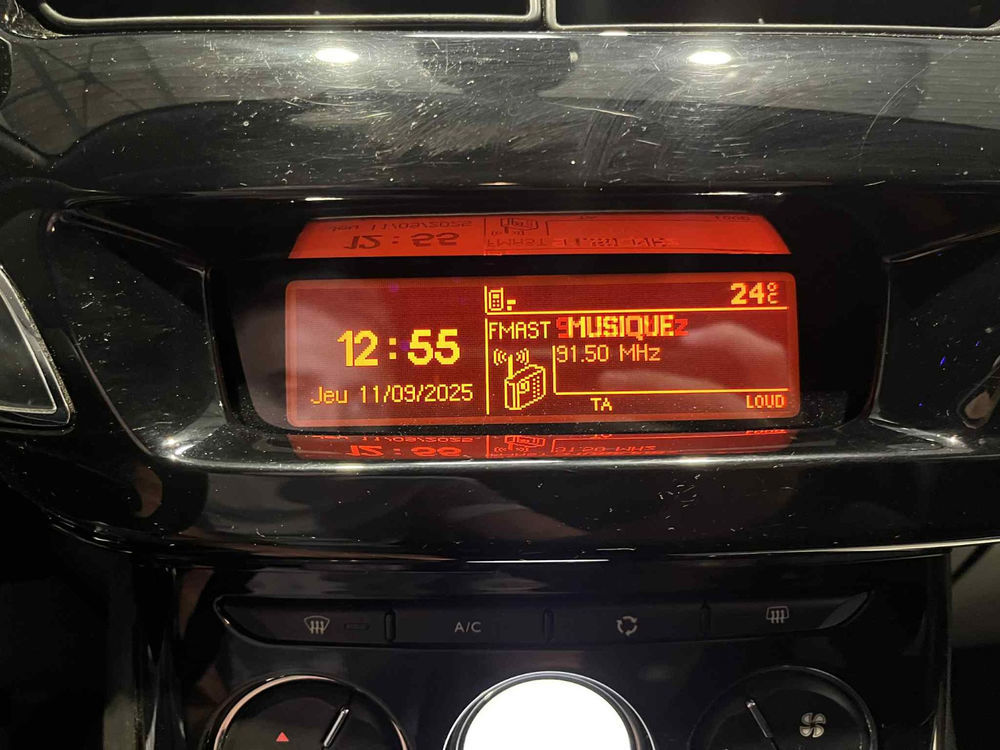 24°C
FMAST MUSIQUE
12:55
91.50 MHz
Jeu 11/09/2025
TA
LOUD
A/C